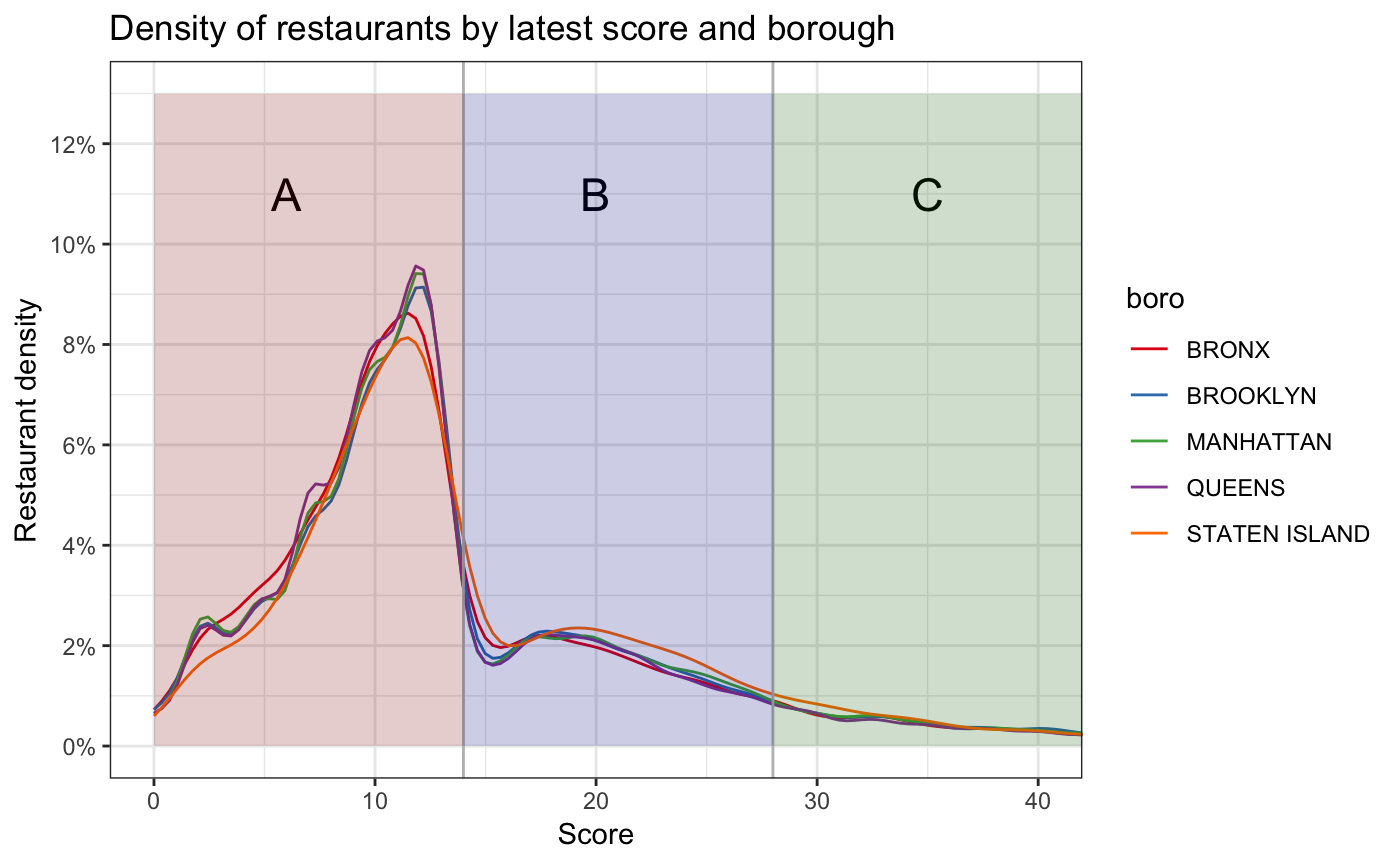 Density of restaurants by latest score and borough
Restaurant density
12%
10%
8%
6%
4%
2%
0%
A
B
C
0
10
20
30
40
Score
boro
BRONX
BROOKLYN
MANHATTAN
QUEENS
STATEN ISLAND